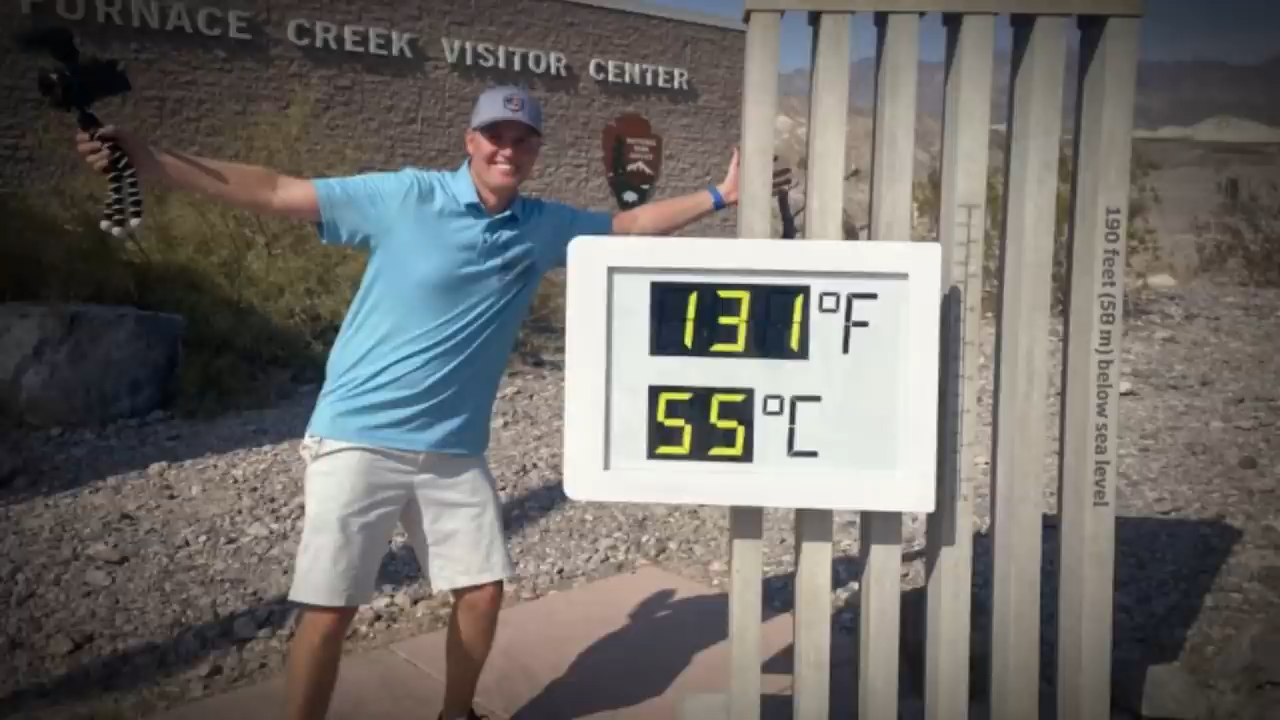 FURNACE CREEK VISITOR CENTER
131°F
55°C
190 feet (58 m) below sea level